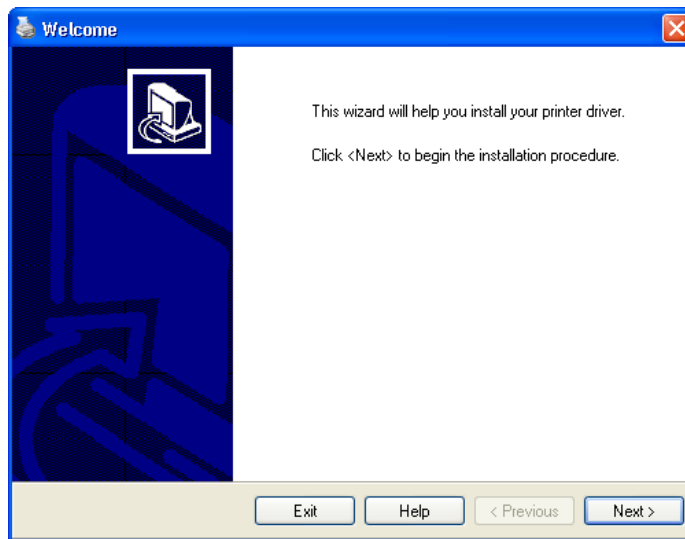 Welcome
This wizard will help you install your printer driver.
Click <Next> to begin the installation procedure.
Exit
Help
< Previous
Next >